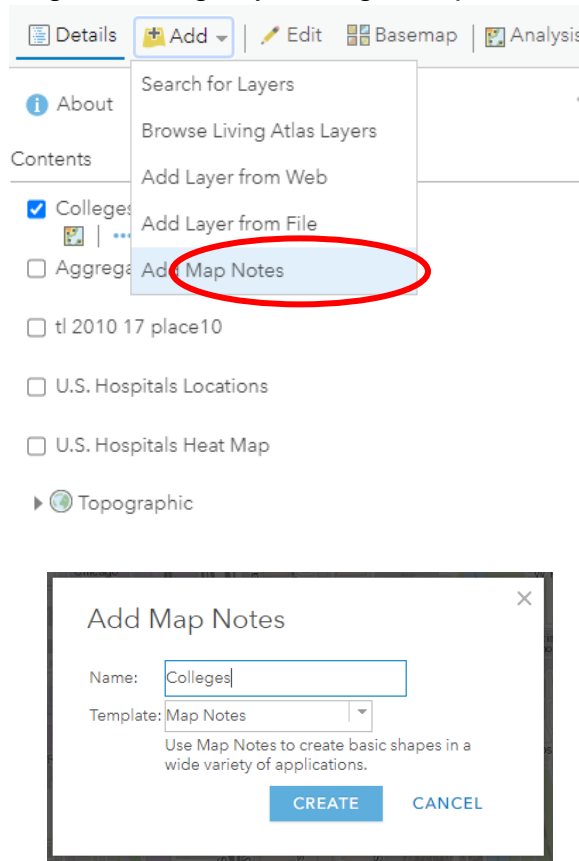 Details Add Edit Basemap Analysis
Search for Layers
About
Browse Living Atlas Layers
Contents
Add Layer from Web
Colleges
Add Layer from File
Aggrega Add Map Notes
tl 2010 17 place10
U.S. Hospitals Locations
U.S. Hospitals Heat Map
Topographic
Add Map Notes
Name: Colleges
Template: Map Notes
Use Map Notes to create basic shapes in a
wide variety of applications.
CREATE CANCEL